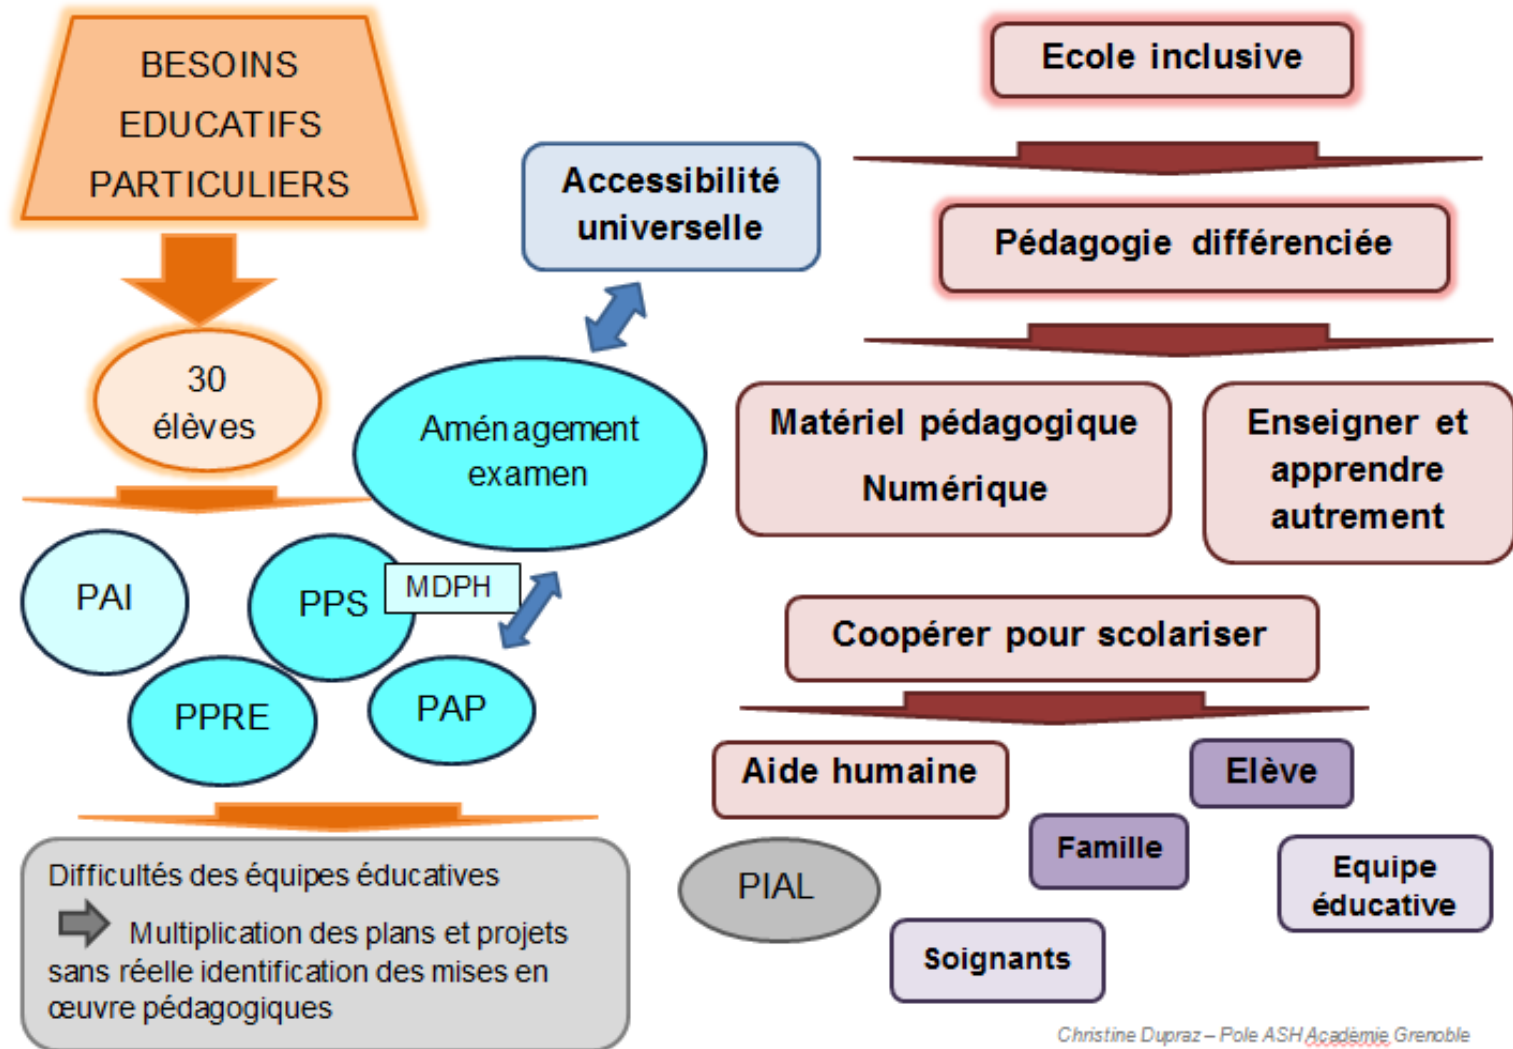 BESOINS
EDUCATIFS
PARTICULIERS
30
élèves
PAI
PPS
MDPH
PPRE
PAP
Aménagement
examen
Accessibilité
universelle
Difficultés des équipes éducatives
Multiplication des plans et projets
sans réelle identification des mises en
œuvre pédagogiques
Ecole inclusive
Pédagogie différenciée
Matériel pédagogique
Numérique
Enseigner et
apprendre
autrement
Coopérer pour scolariser
Aide humaine
Elève
Famille
PIAL
Equipe
éducative
Soignants
Christine Dupraz – Pole ASH Académie Grenoble